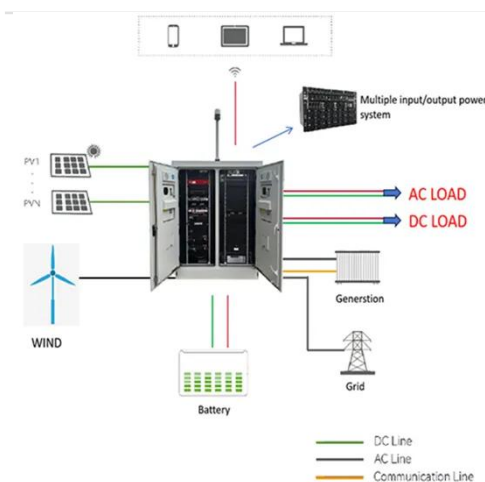 Multiple input/output power
system
PV1
PVN
AC LOAD
DC LOAD
WIND
Generstion
Grid
Battery
DC Line
AC Line
Communication Line